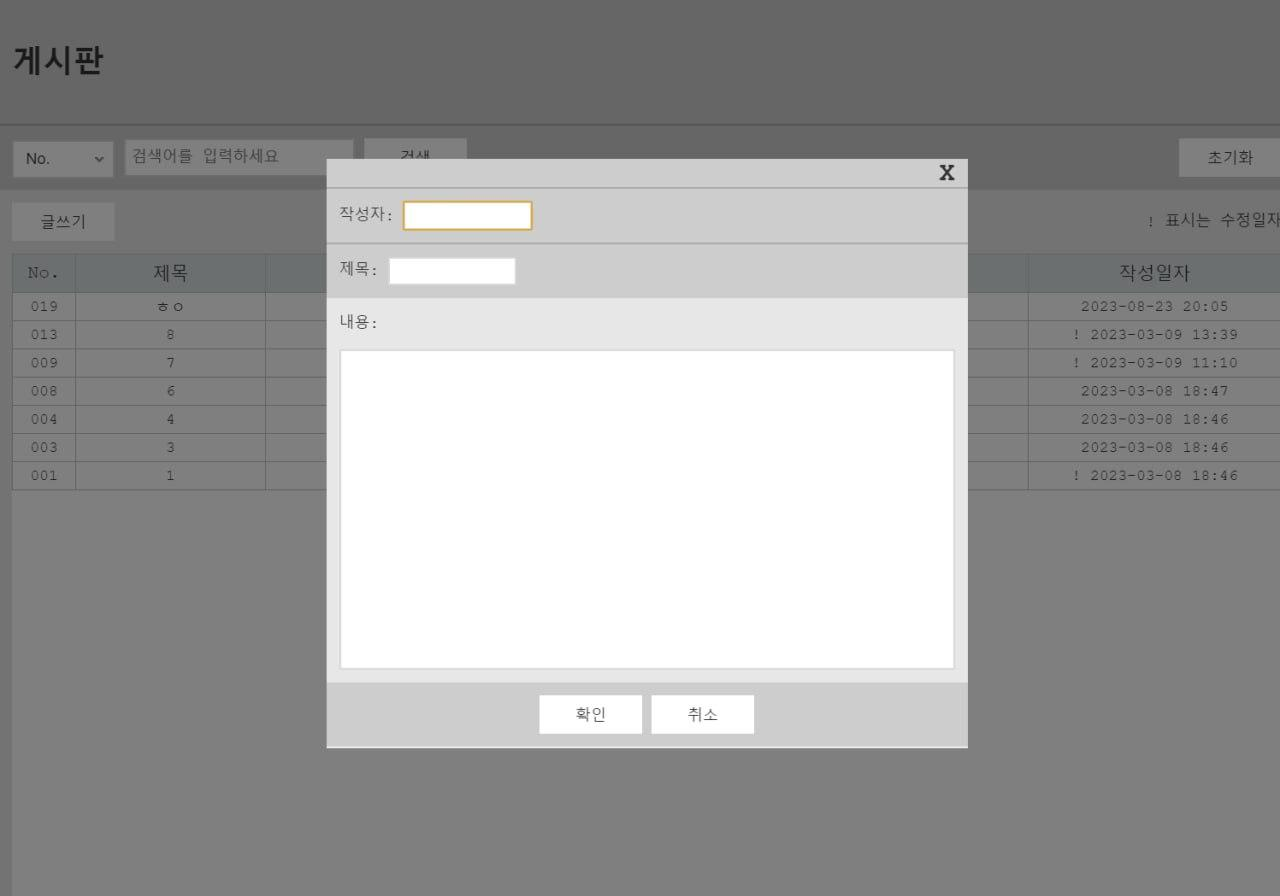 게시판
No. 검색어를 입력하세요 검색 초기화
X
글쓰기 ! 표시는 수정일자
작성자:
제목:
내용:
No. 제목 작성일자
019 ㅎㅇ 2023-08-23 20:05
013 8 ! 2023-03-09 13:39
009 7 ! 2023-03-09 11:10
008 6 2023-03-08 18:47
004 4 2023-03-08 18:46
003 3 2023-03-08 18:46
001 1 ! 2023-03-08 18:46
확인 취소